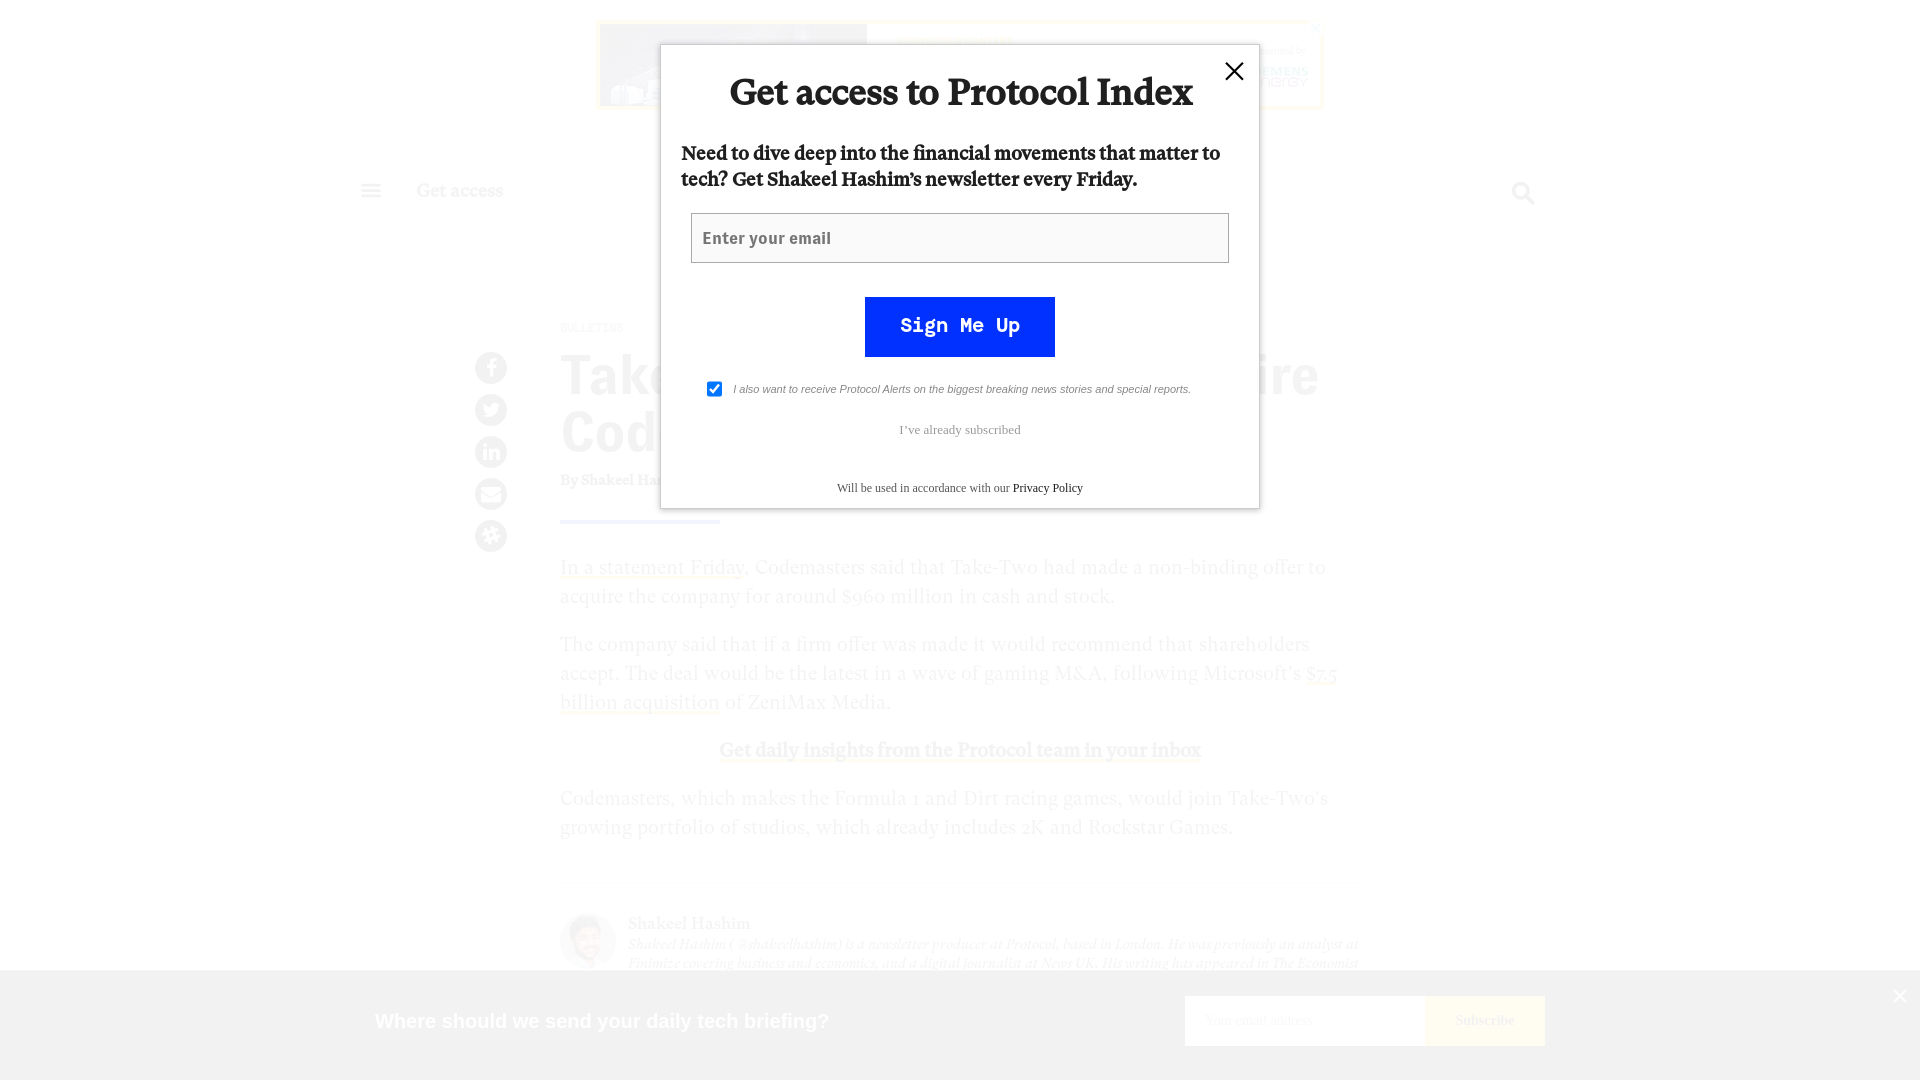 Get access to Protocol Index
Need to dive deep into the financial movements that matter to
tech? Get Shakeel Hashim's newsletter every Friday.
Enter your email
Sign Me Up
I also want to receive Protocol Alerts on the biggest breaking news stories and special reports.
I've already subscribed
Will be used in accordance with our Privacy Policy
Get access
BULLETINS
Take
ire
Cod
By Shakeel Ha
In a statement Friday, Codemasters said that Take-Two had made a non-binding offer to
acquire the company for around $960 million in cash and stock.
The company said that if a firm offer was made it would recommend that shareholders
accept. The deal would be the latest in a wave of gaming M&A, following Microsoft's $7.5
billion acquisition of ZeniMax Media.
Get daily insights from the Protocol team in your inbox
Codemasters, which makes the Formula 1 and Dirt racing games, would join Take-Two's
growing portfolio of studios, which already includes 2K and Rockstar Games.
Shakeel Hashim
Shakeel Hashim ( @shakeelhashim) is a newsletter producer at Protocol, based in London. He was previously an analyst at
Finimize covering business and economics, and a digital journalist at News UK. His writing has appeared in The Economist
Where should we send your daily tech briefing?
Your email address
Subscribe